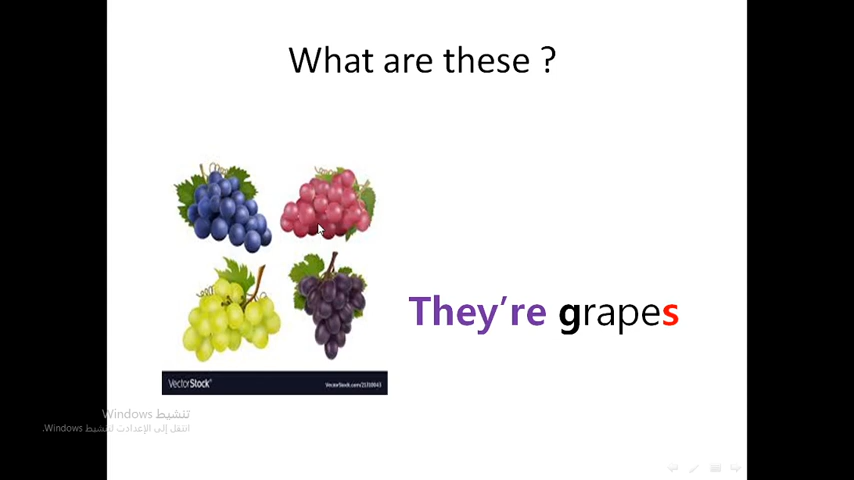 What are these ?
They're grapes
VectorStock®
VectorStock.com/21310043
تنشيط Windows
انتقل إلى الإعدادات لتنشيط Windows.